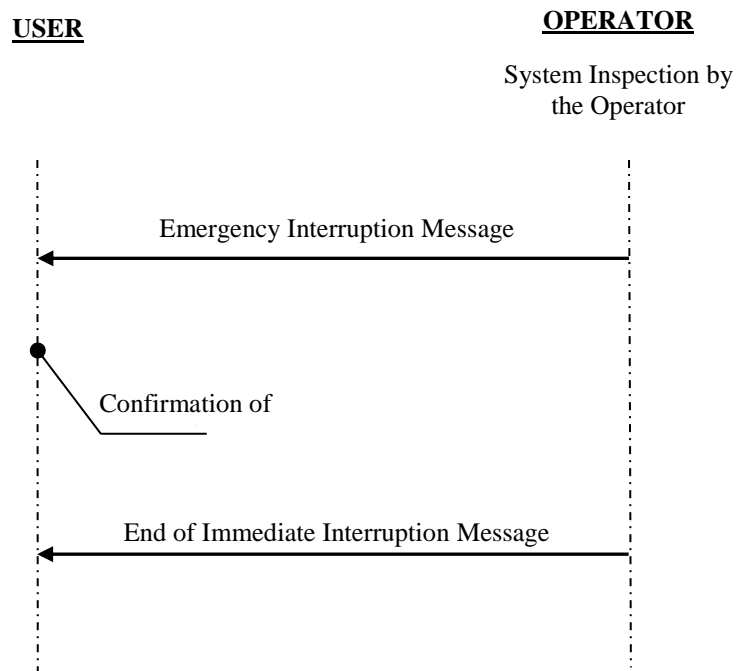 USER
OPERATOR
System Inspection by
the Operator
Emergency Interruption Message
Confirmation of
End of Immediate Interruption Message